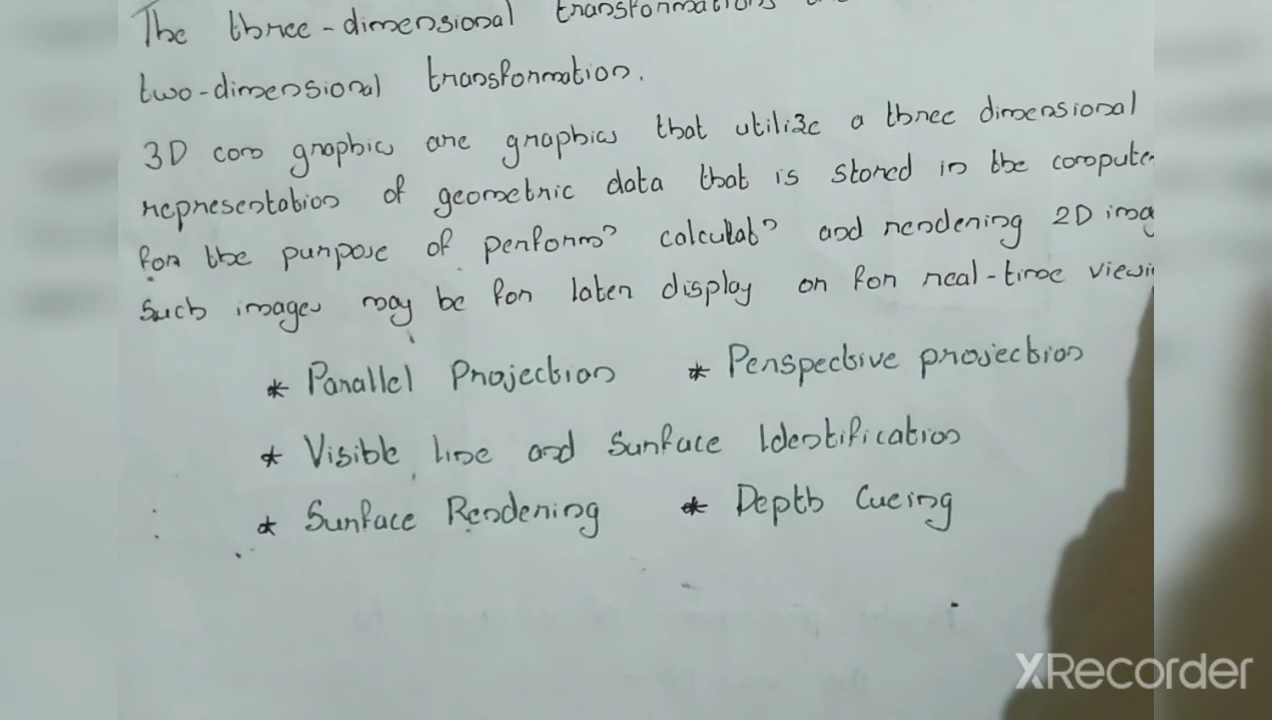 The three-dimensional transformations
two-dimensional transformation.
3D com graphics are graphics that utilize a three dimensional
representation of geometric data that is stored in the compute
for the purpose of perform? calculat? and rendering 2D ima
Such images may be for later display or for real-time viewi
* Parallel Projection * Perspective projection
* Visible line and Surface Identification
* Surface Rendering * Depth Cueing
XRecorder